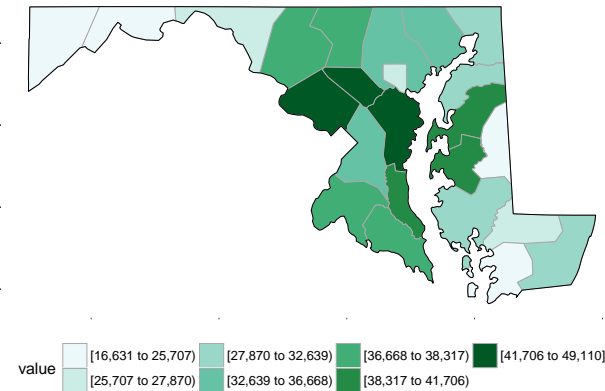 value
[16,631 to 25,707) [27,870 to 32,639) [36,668 to 38,317) [41,706 to 49,110]
[25,707 to 27,870) [32,639 to 36,668) [38,317 to 41,706)